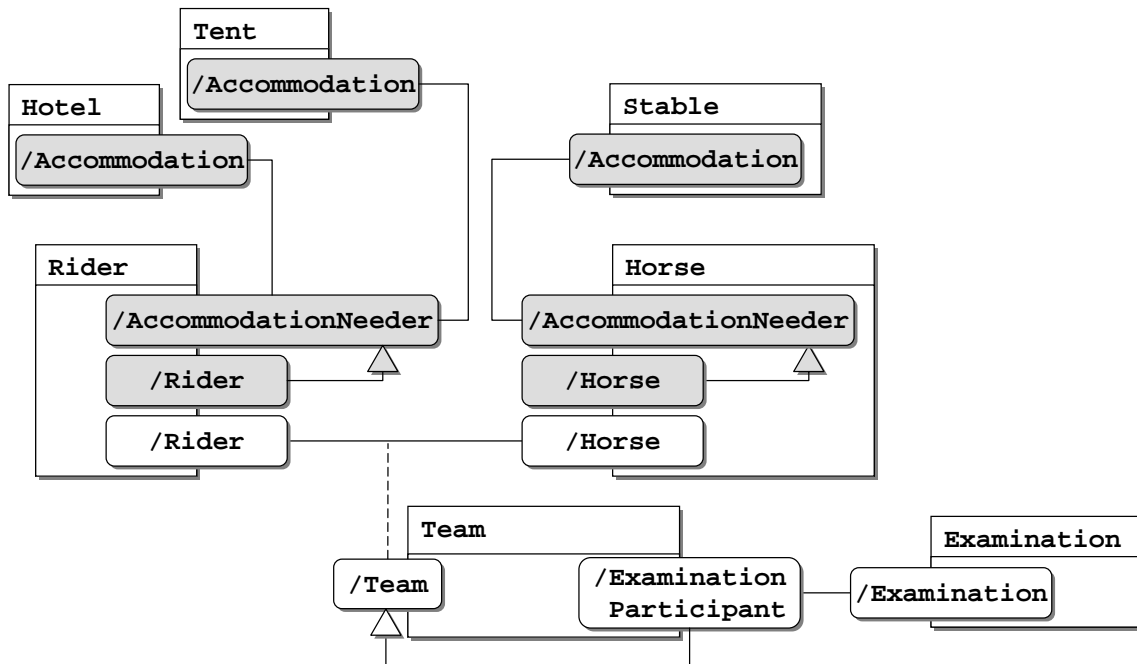 Tent
/Accommodation
Hotel
/Accommodation
Stable
/Accommodation
Rider
/AccommodationNeeder
/Rider
/Rider
Horse
/AccommodationNeeder
/Horse
/Horse
Team
/Team
/Examination
Participant
Examination
/Examination